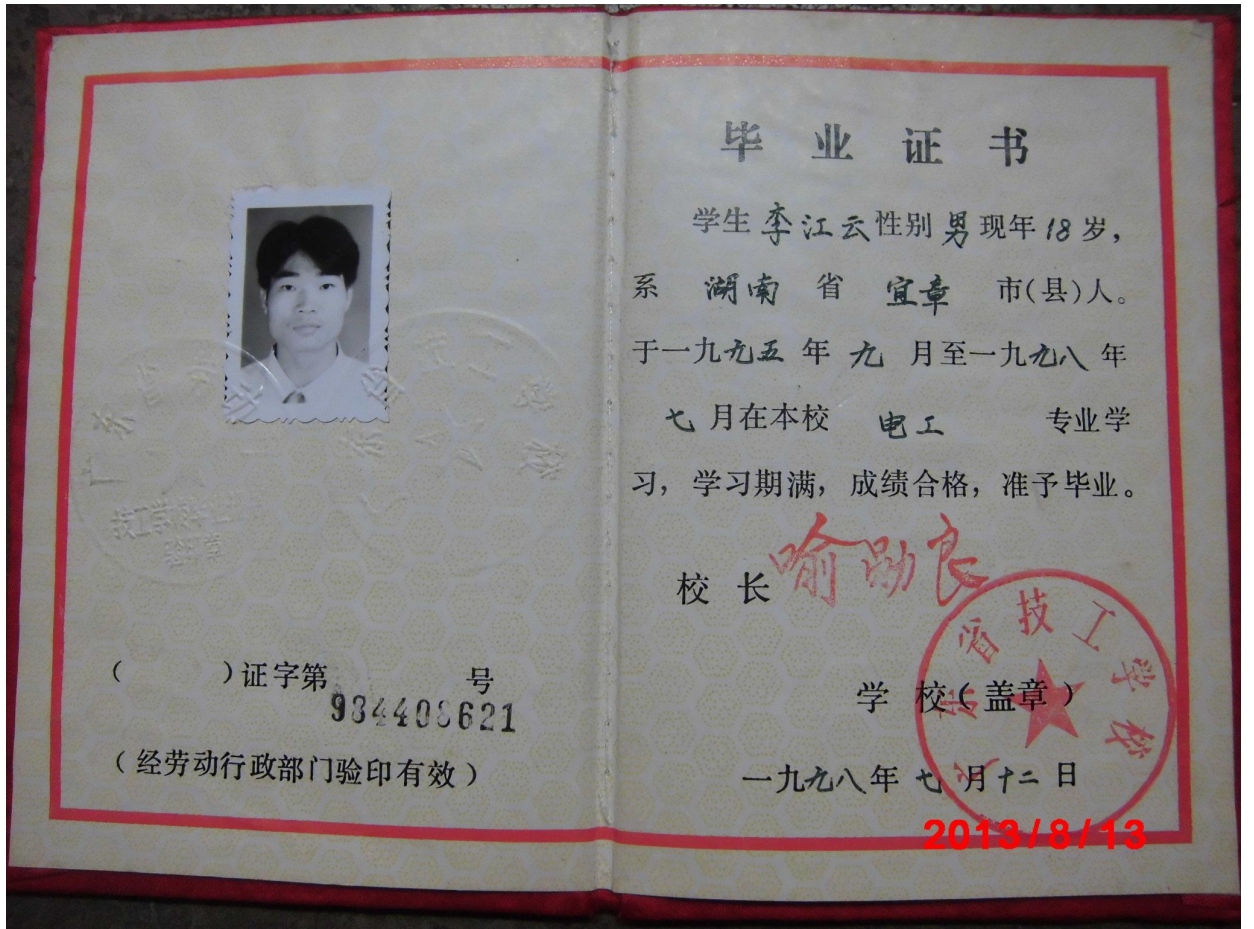 毕业证书
学生李江云性别男现年18岁，
系 湖南 省 宜章 市(县)人。
于一九九五年九月至一九九八年
七月在本校 电工 专业学
习，学习期满，成绩合格，准予毕业。
校长 喻勋良
学校(盖章)
一九九八年七月十二日
广东省技工学校
( )证字第 号
984408621
(经劳动行政部门验印有效)
2013/8/13